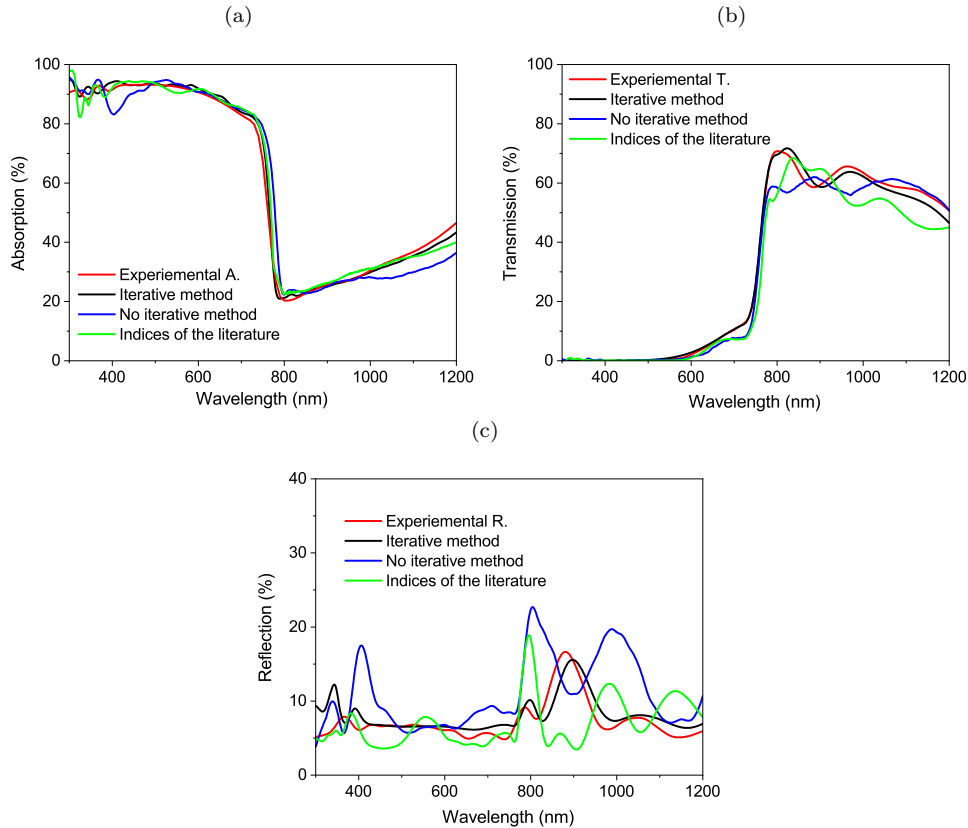 (a)
100
80
60
40
20
0
400
600
800
1000
1200
Absorption (%)
Wavelength (nm)
Experiemental A.
Iterative method
No iterative method
Indices of the literature
(b)
100
80
60
40
20
0
400
600
800
1000
1200
Transmission (%)
Wavelength (nm)
Experiemental T.
Iterative method
No iterative method
Indices of the literature
(c)
40
30
20
10
0
400
600
800
1000
1200
Reflection (%)
Wavelength (nm)
Experiemental R.
Iterative method
No iterative method
Indices of the literature